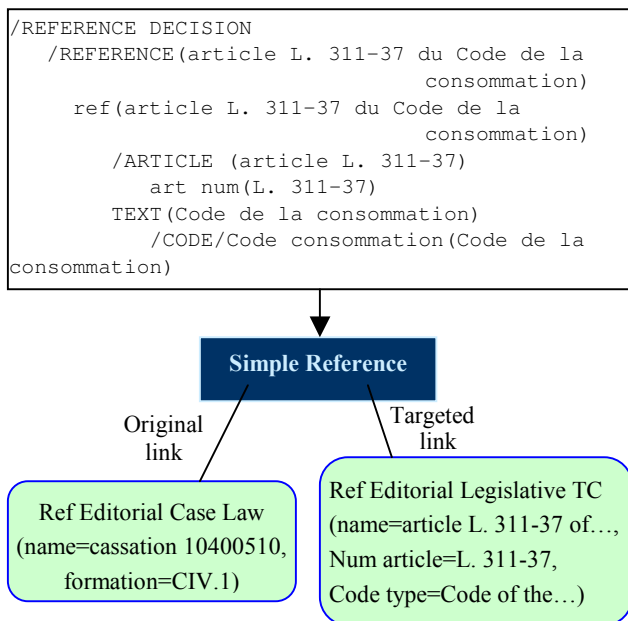 /REFERENCE DECISION
/REFERENCE(article L. 311-37 du Code de la
consommation)
ref(article L. 311-37 du Code de la
consommation)
/ARTICLE (article L. 311-37)
art num(L. 311-37)
TEXT(Code de la consommation)
/CODE/Code consommation(Code de la
consommation)
Simple Reference
Original
link
Targeted
link
Ref Editorial Case Law
(name=cassation 10400510,
formation=CIV.1)
Ref Editorial Legislative TC
(name=article L. 311-37 of…,
Num article=L. 311-37,
Code type=Code of the…)